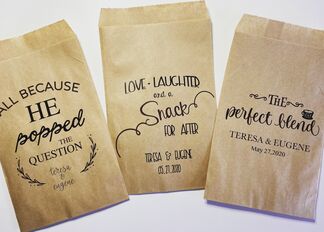 ALL BECAUSE
HE
popped
THE
QUESTION
teresa
&
eugene
LOVE - LAUGHTER
and a
Snack
FOR AFTER
TERESA & EUGENE
05.27.2020
THE
perfect blend
TERESA & EUGENE
May 27,2020